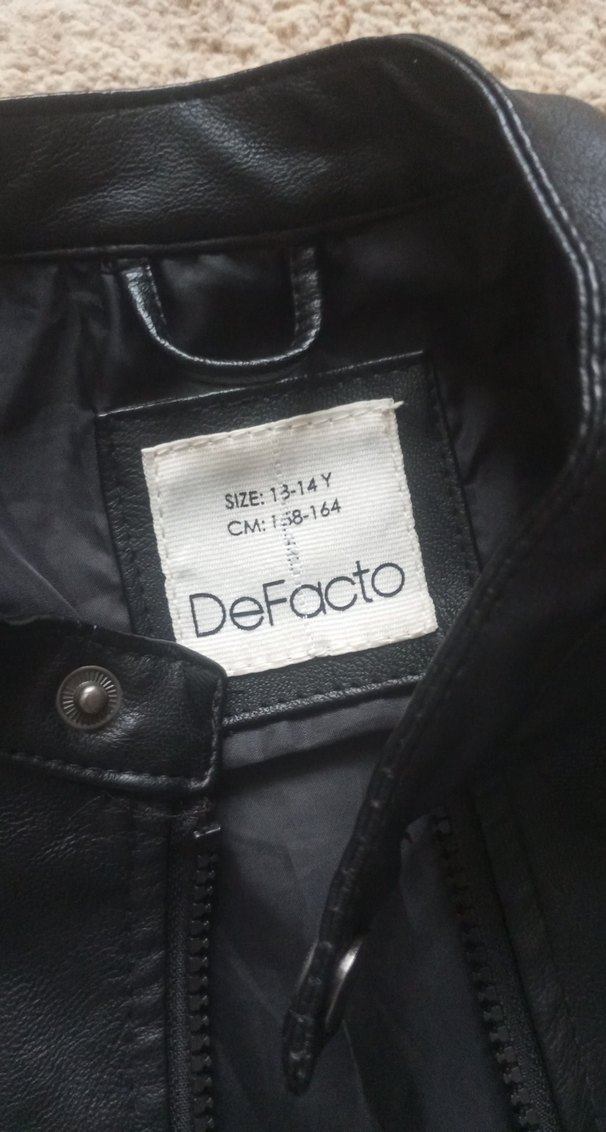 SIZE: 13-14 Y
CM: 158-164
DeFacto